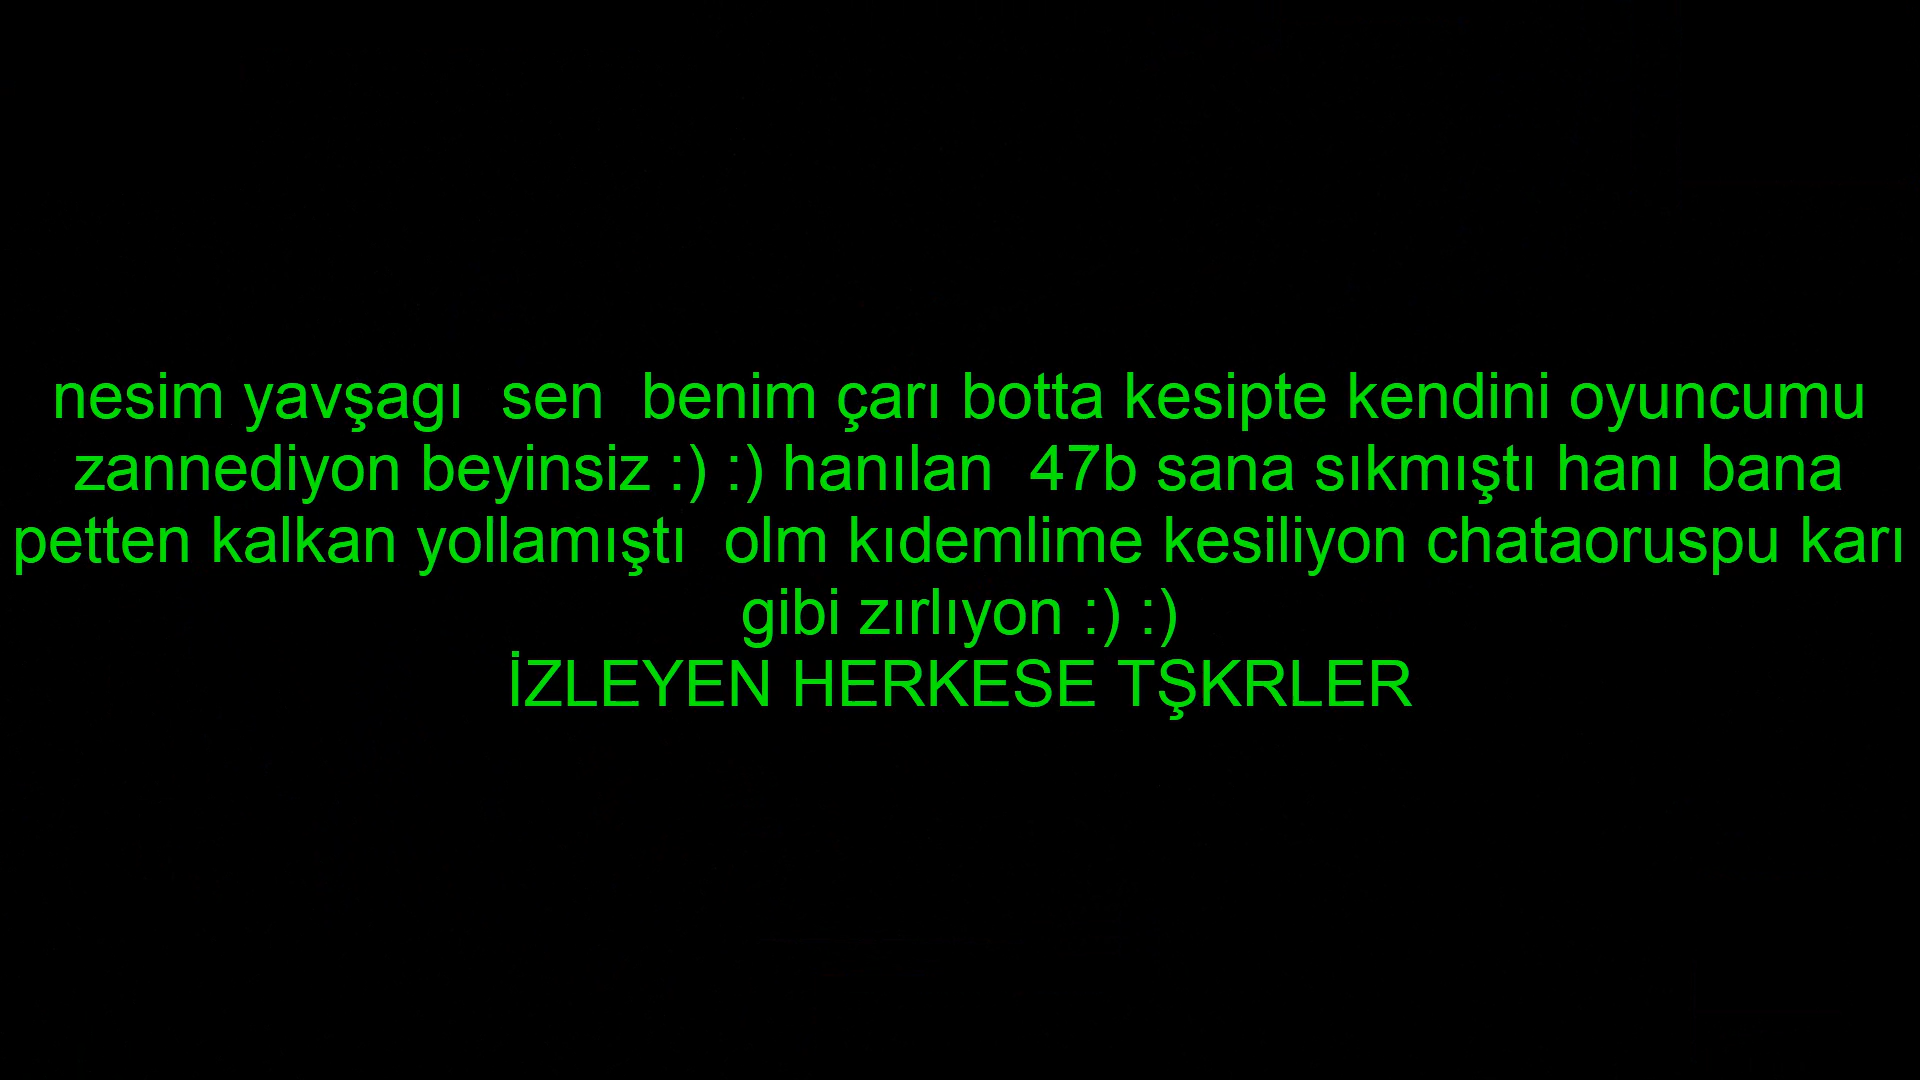 nesim yavşagı  sen  benim çarı botta kesipte kendini oyuncumu
zannediyon beyinsiz :) :) hanılan  47b sana sıkmıştı hanı bana
petten kalkan yollamıştı  olm kıdemlime kesiliyon chataoruspu karı
gibi zırlıyon :) :)
İZLEYEN HERKESE TŞKRLER